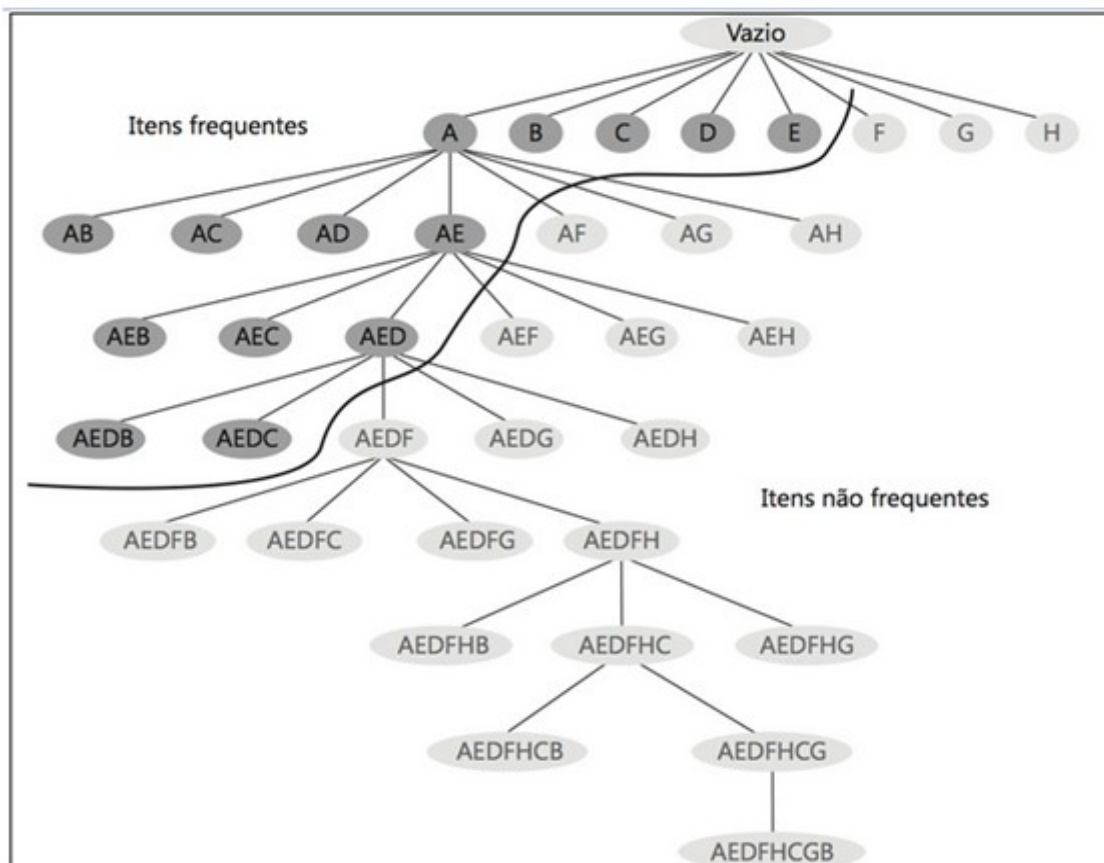 Vazio
Itens frequentes
A B C D E F G H
AB AC AD AE AF AG AH
AEB AEC AED AEF AEG AEH
AEDB AEDC AEDF AEDG AEDH
Itens não frequentes
AEDFB AEDFC AEDFG AEDFH
AEDFHB AEDFHC AEDFHG
AEDFHCB AEDFHCG
AEDFHCGB